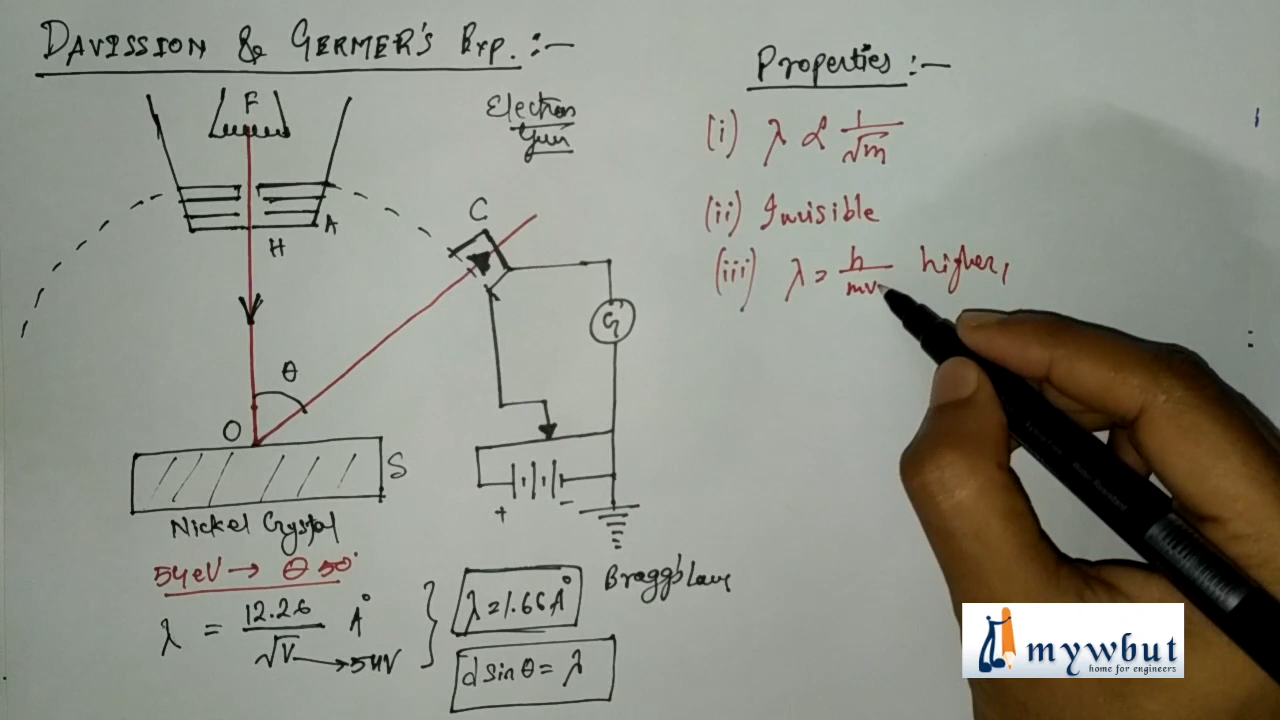 DAVISSION & GERMER'S Exp. :-
F
Electron
Gun
A
H
C
G
θ
O
S
Nickel Crystal
+
-
54eV → θ 50°
λ = 12.26 / √V A°
→ 54V
λ = 1.66 A°
Bragg's Law
d sin θ = λ
Properties :-
(i) λ ∝ 1/√m
(ii) Invisible
(iii) λ = h/mv higher,
mywbut
home for engineers